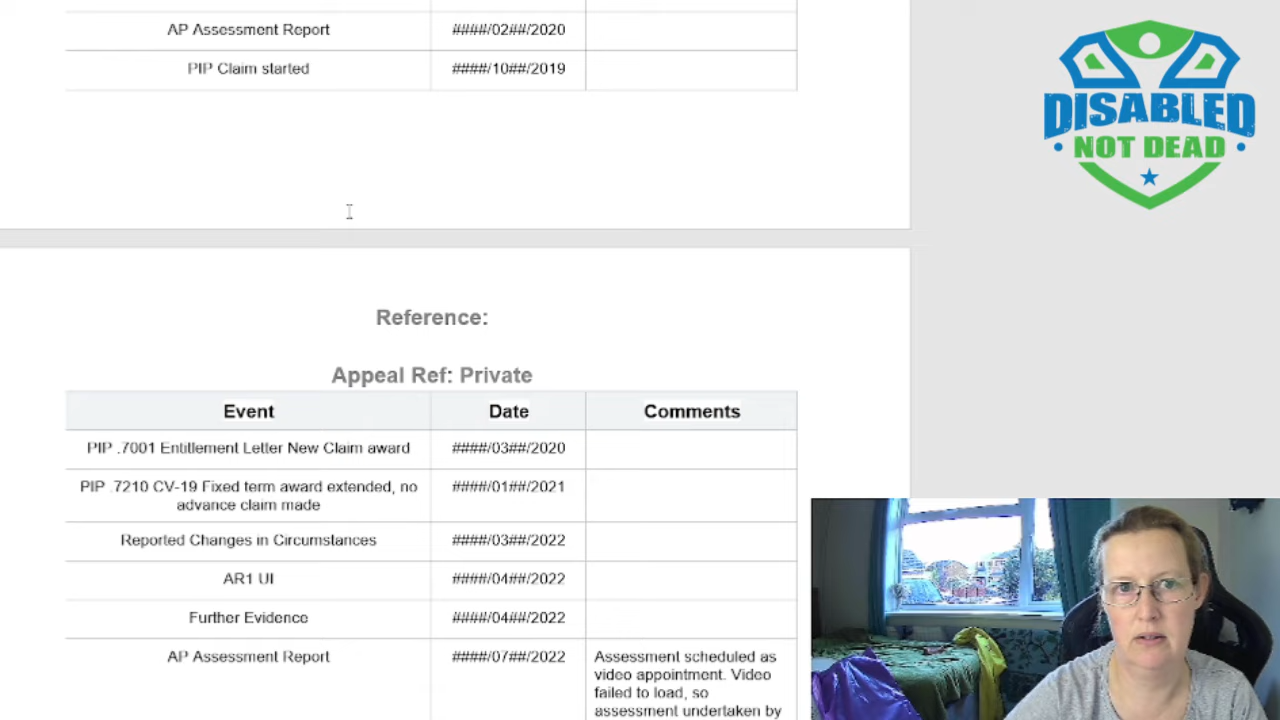 AP Assessment Report ####/02##/2020
PIP Claim started ####/10##/2019
DISABLED
NOT DEAD
Reference:
Appeal Ref: Private
Event Date Comments
PIP .7001 Entitlement Letter New Claim award ####/03##/2020
PIP .7210 CV-19 Fixed term award extended, no
advance claim made
####/01##/2021
Reported Changes in Circumstances ####/03##/2022
AR1 UI ####/04##/2022
Further Evidence ####/04##/2022
AP Assessment Report ####/07##/2022 Assessment scheduled as
video appointment. Video
failed to load, so
assessment undertaken by